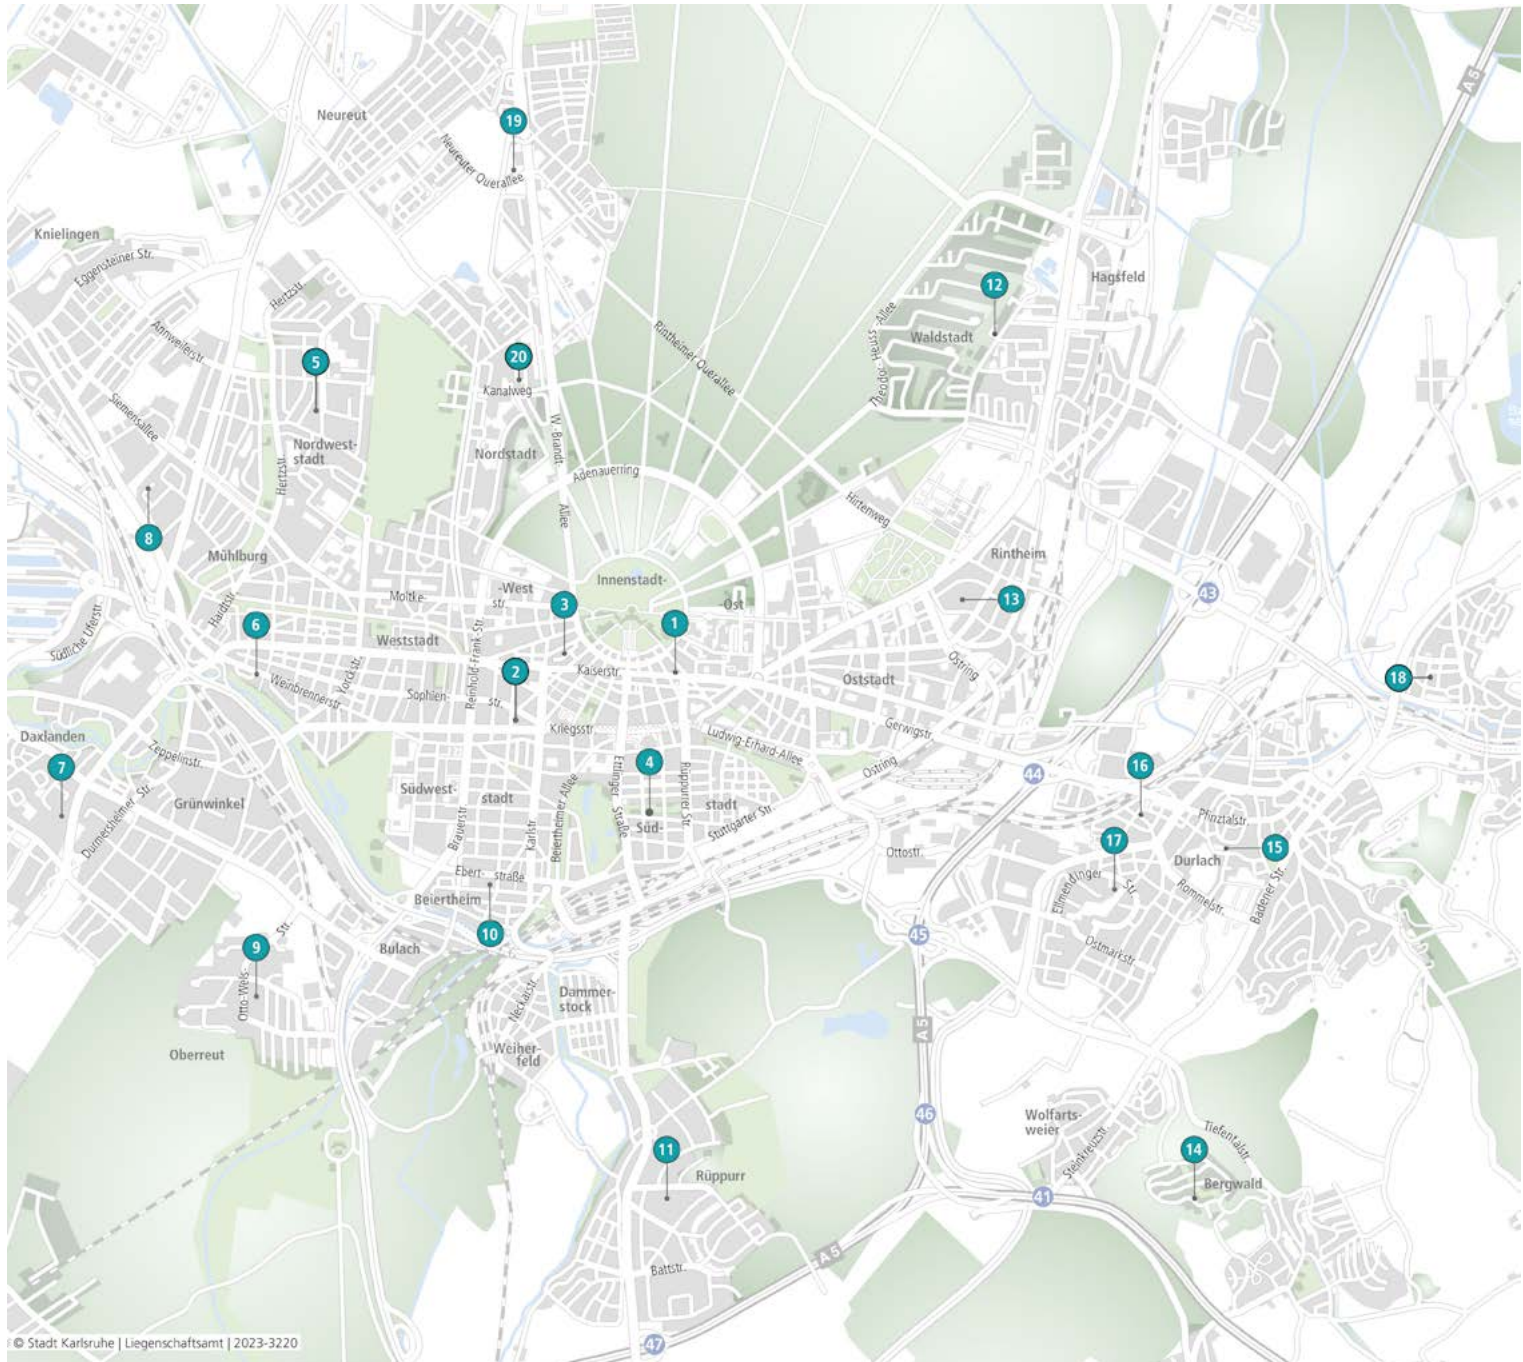 A 5
Neureut
19
Neureuter Querallee
Knielingen
Eggensteiner Str.
Hertzstr.
12
Hagsfeld
Annweilerstr.
Rintheimer Querallee
Theodor-Heuss-Allee
Waldstadt
5
20
Kanalweg
Siemensallee
W.-Brandt-
Allee
Nordwest-
stadt
Hertzstr.
Nordstadt
Adenauerring
Hirtenweg
8
Mühlburg
Rintheim
Innenstadt-
-West
-Ost
43
Moltke-
str.
3
13
Haidtstr.
6
1
Südliche Uferstr.
Weststadt
Reinhold-Frank-Str.
Kaiserstr.
2
Ostring
Oststadt
18
Weinbrennerstr.
Yorckstr.
Sophien-
str.
Kriegsstr.
Gerwigstr.
Ludwig-Erhard-Allee
Daxlanden
Zeppelinstr.
7
4
Ostring
44
16
Grünwinkel
Südwest-
stadt
Ettlinger Straße
Rüppurrer Str.
stadt
Süd-
Stuttgarter Str.
Pfinztalstr.
Durmersheimer Str.
Brauerstr.
Karlstr.
Beiertheimer Allee
Ottostr.
17
Durlach
15
Ebert-
straße
Ellmendinger
Str.
Rommelstr.
Badener Str.
Beiertheim
10
45
9
Str.
Bulach
Ostmarkstr.
Otto-Wels-
Neckarstr.
Dammer-
stock
A 5
Oberreut
Weiher-
feld
46
Wolfarts-
weier
Steinkreuzstr.
Tiefentalstr.
11
14
Rüppurr
Bergwald
41
A 5
Battstr.
47
© Stadt Karlsruhe | Liegenschaftsamt | 2023-3220